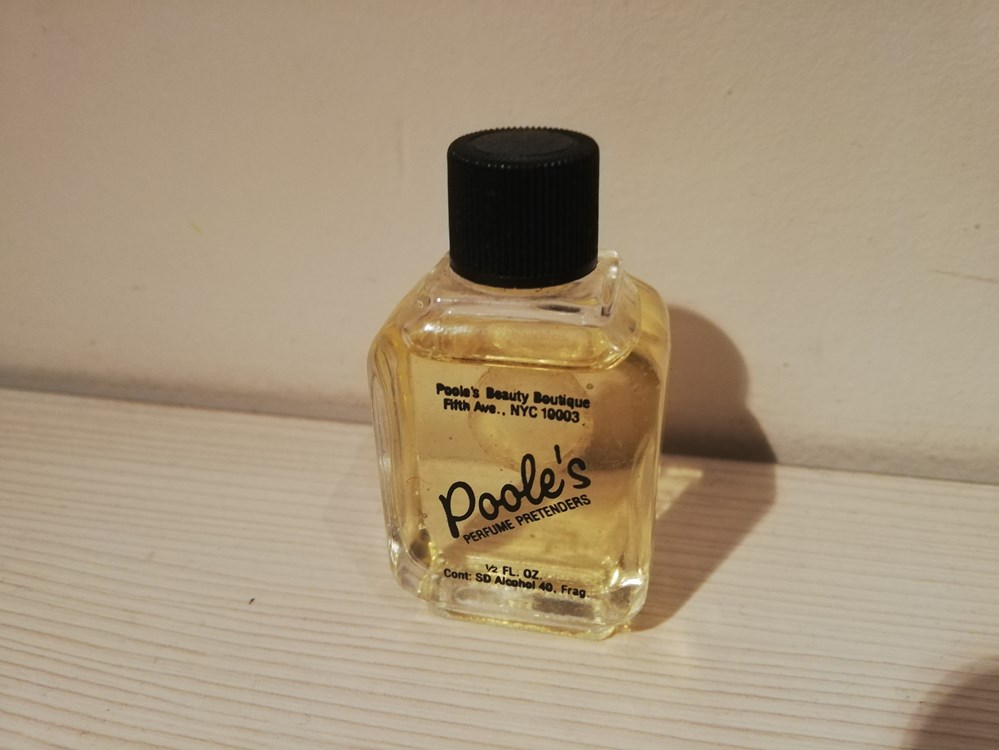 Poole's Beauty Boutique
Fifth Ave., NYC 10003
Poole's
PERFUME PRETENDERS
½ FL. OZ.
Cont: SD Alcohol 40, Frag.